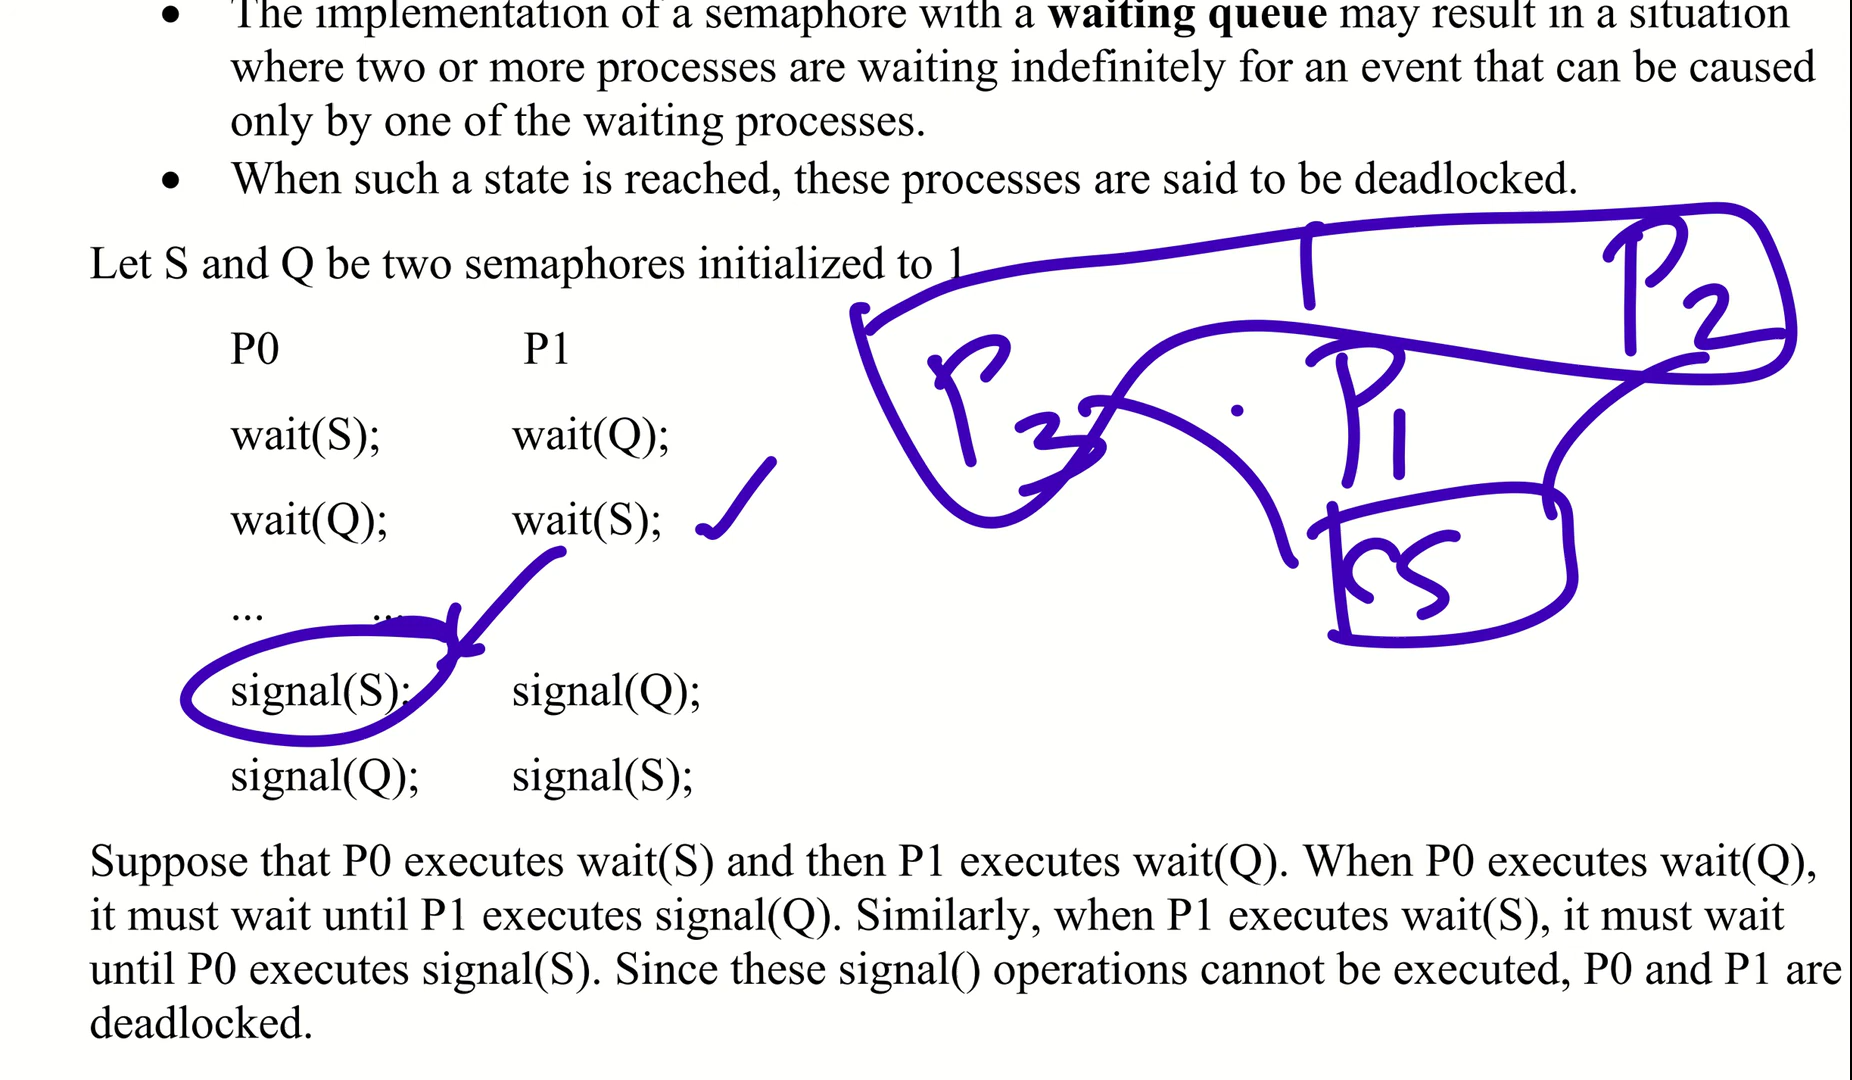 • The implementation of a semaphore with a waiting queue may result in a situation
where two or more processes are waiting indefinitely for an event that can be caused
only by one of the waiting processes.
• When such a state is reached, these processes are said to be deadlocked.
Let S and Q be two semaphores initialized to 1
P0 P1
wait(S); wait(Q);
wait(Q); wait(S);
... ...
signal(S); signal(Q);
signal(Q); signal(S);
P2
P3
P1
CS
Suppose that P0 executes wait(S) and then P1 executes wait(Q). When P0 executes wait(Q),
it must wait until P1 executes signal(Q). Similarly, when P1 executes wait(S), it must wait
until P0 executes signal(S). Since these signal() operations cannot be executed, P0 and P1 are
deadlocked.